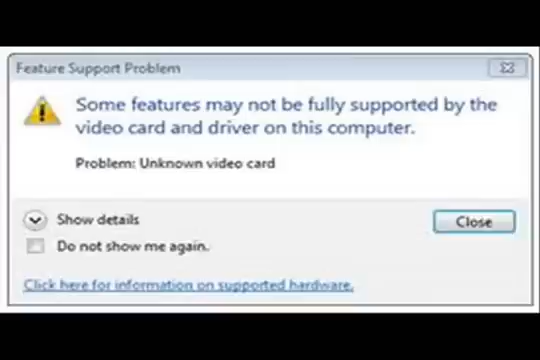 Feature Support Problem
Some features may not be fully supported by the
video card and driver on this computer.
Problem: Unknown video card
Show details
Close
Do not show me again.
Click here for information on supported hardware.